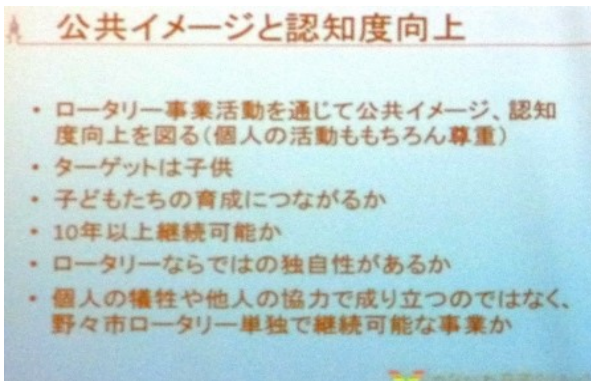 公共イメージと認知度向上
・ロータリー事業活動を通じて公共イメージ、認知
度向上を図る(個人の活動ももちろん尊重)
・ターゲットは子供
・子どもたちの育成につながるか
・10年以上継続可能か
・ロータリーならではの独自性があるか
・個人の犠牲や他人の協力で成り立つのではなく、
野々市ロータリー単独で継続可能な事業か